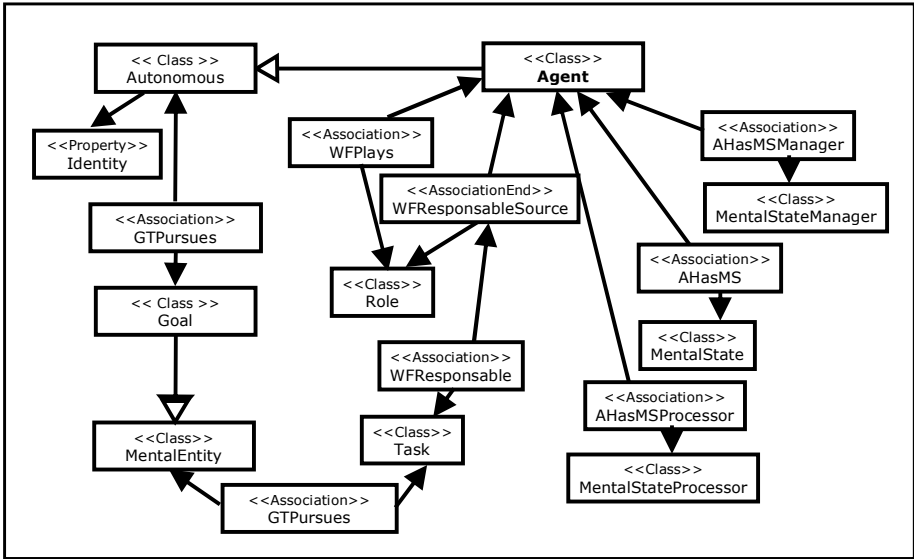 << Class >>
Autonomous
<<Class>>
Agent
<<Property>>
Identity
<<Association>>
WFPlays
<<Association>>
AHasMSManager
<<AssociationEnd>>
WFResponsableSource
<<Class>>
MentalStateManager
<<Association>>
GTPursues
<<Association>>
AHasMS
<< Class >>
Goal
<<Class>>
Role
<<Class>>
MentalState
<<Association>>
WFResponsable
<<Association>>
AHasMSProcessor
<<Class>>
MentalEntity
<<Class>>
Task
<<Class>>
MentalStateProcessor
<<Association>>
GTPursues